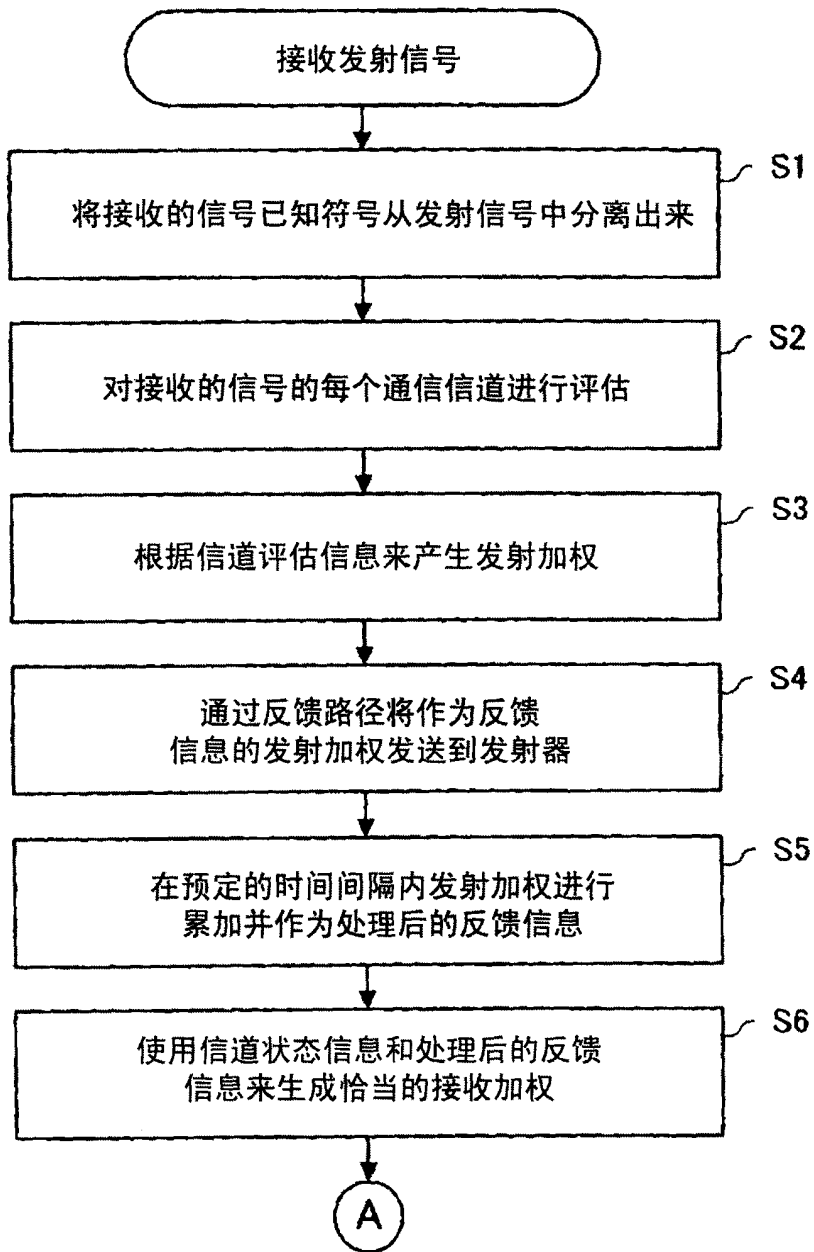 接收发射信号
S1
将接收的信号已知符号从发射信号中分离出来
S2
对接收的信号的每个通信信道进行评估
S3
根据信道评估信息来产生发射加权
S4
通过反馈路径将作为反馈
信息的发射加权发送到发射器
S5
在预定的时间间隔内发射加权进行
累加并作为处理后的反馈信息
S6
使用信道状态信息和处理后的反馈
信息来生成恰当的接收加权
A